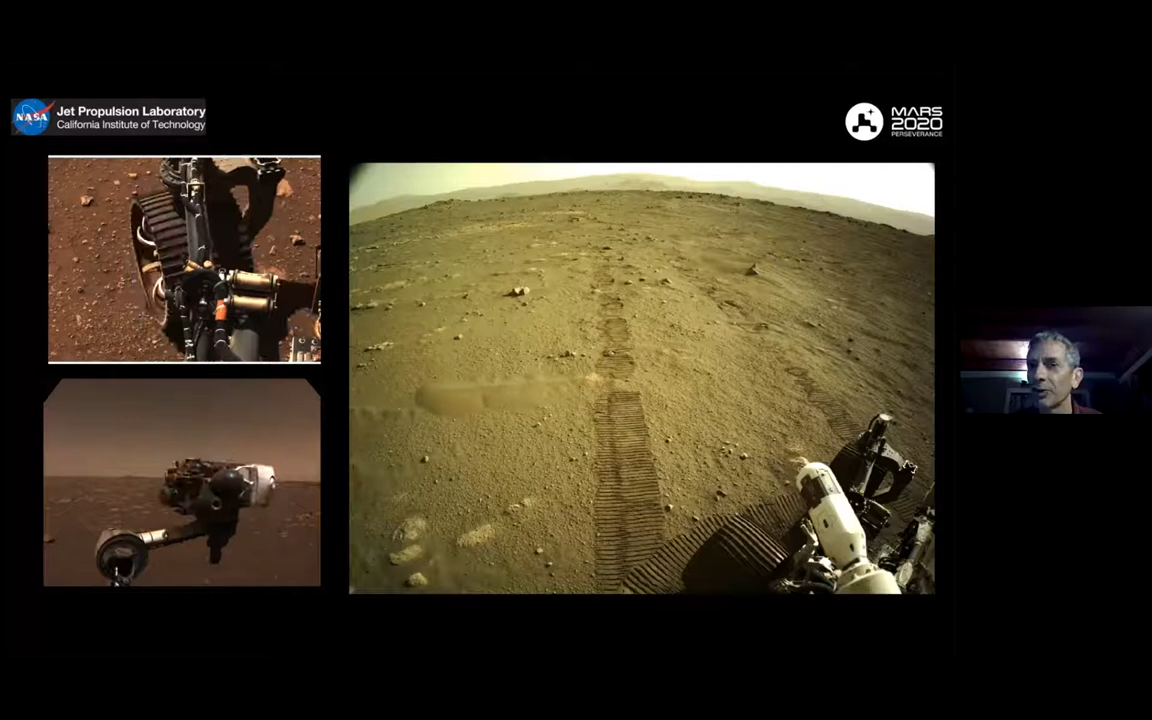 NASA
Jet Propulsion Laboratory
California Institute of Technology
MARS
2020
PERSEVERANCE